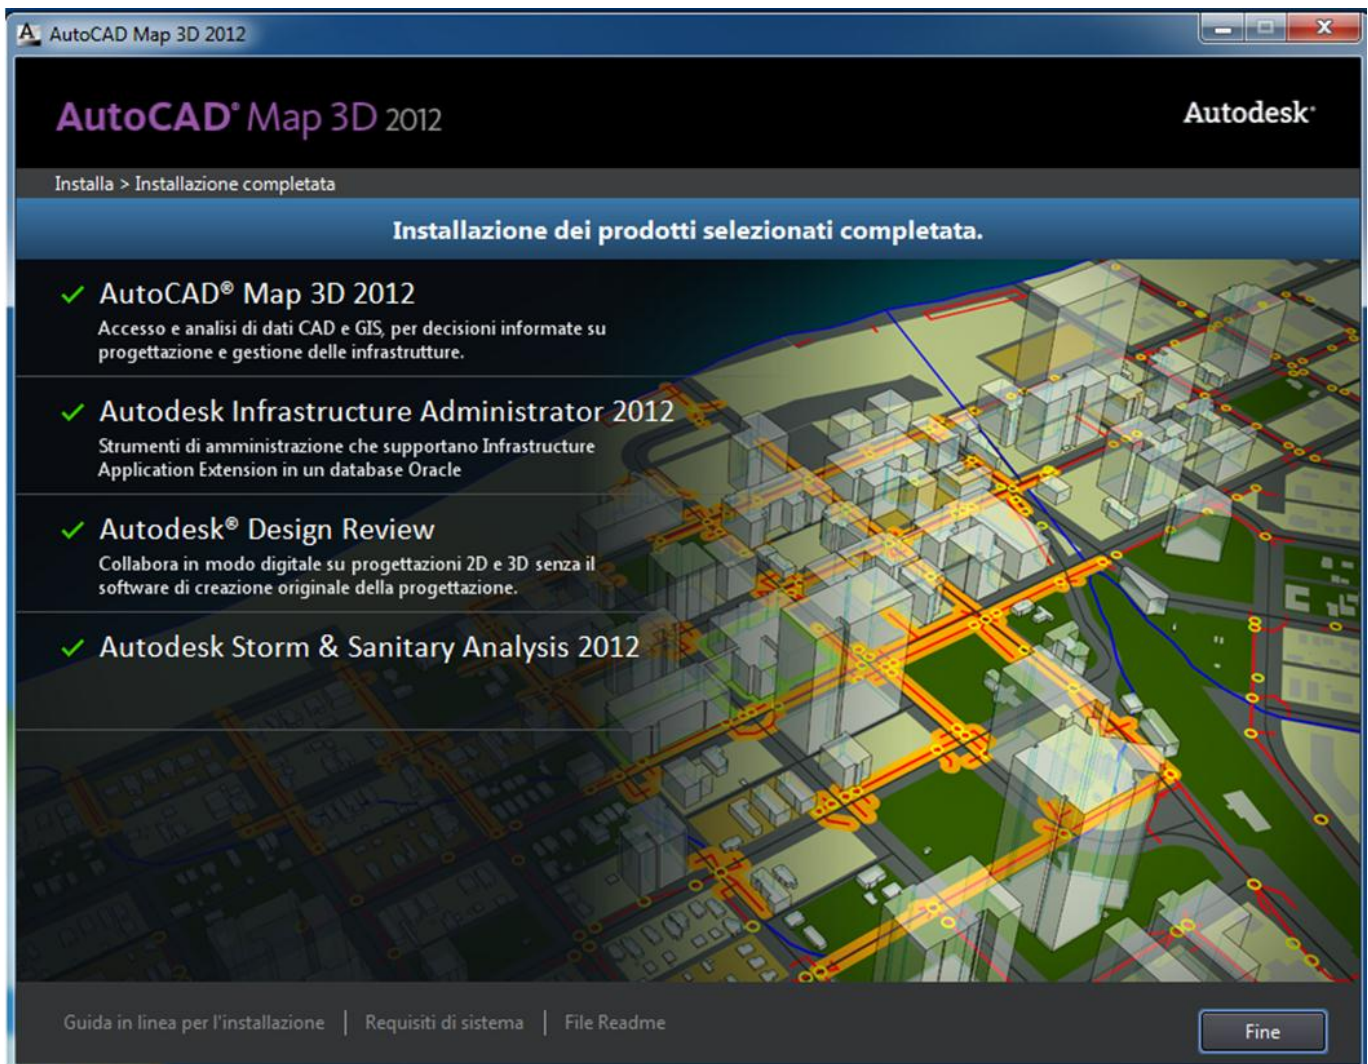 AutoCAD Map 3D 2012
AutoCAD® Map 3D 2012
Autodesk®
Installa > Installazione completata
Installazione dei prodotti selezionati completata.
AutoCAD® Map 3D 2012
Accesso e analisi di dati CAD e GIS, per decisioni informate su
progettazione e gestione delle infrastrutture.
Autodesk Infrastructure Administrator 2012
Strumenti di amministrazione che supportano Infrastructure
Application Extension in un database Oracle
Autodesk® Design Review
Collabora in modo digitale su progettazioni 2D e 3D senza il
software di creazione originale della progettazione.
Autodesk Storm & Sanitary Analysis 2012
Guida in linea per l'installazione | Requisiti di sistema | File Readme
Fine